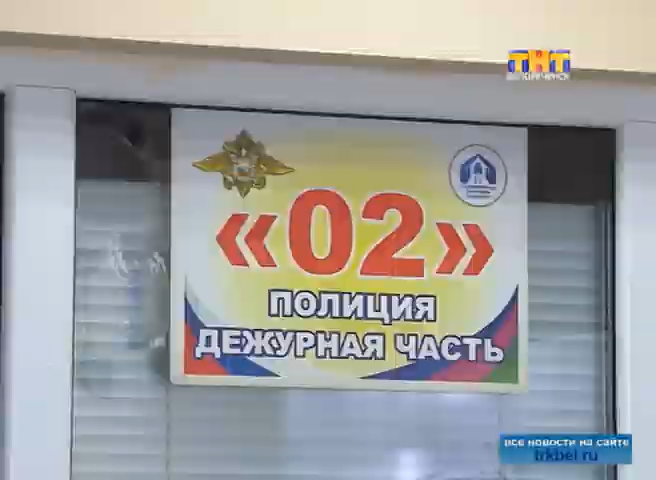 ТНТ
«02»
ПОЛИЦИЯ
ДЕЖУРНАЯ ЧАСТЬ
все новости на сайте
trkbel.ru